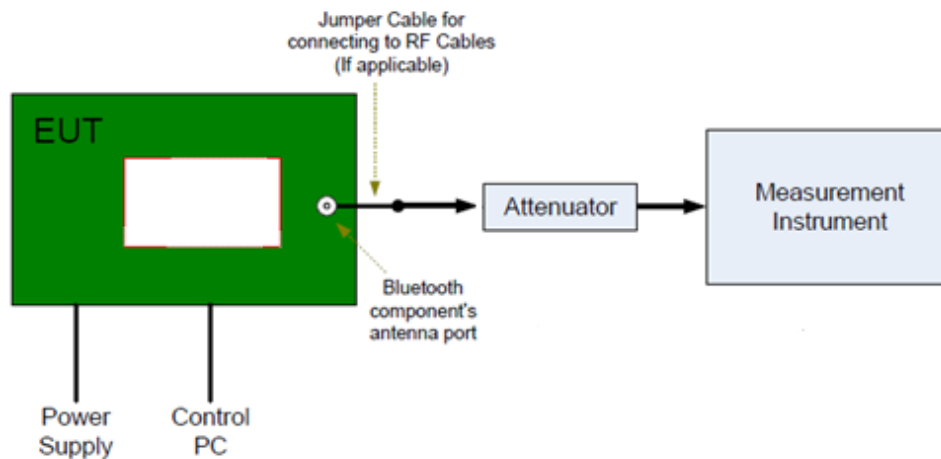 Jumper Cable for
connecting to RF Cables
(If applicable)
EUT
Attenuator
Measurement
Instrument
Bluetooth
component's
antenna port
Power
Supply
Control
PC